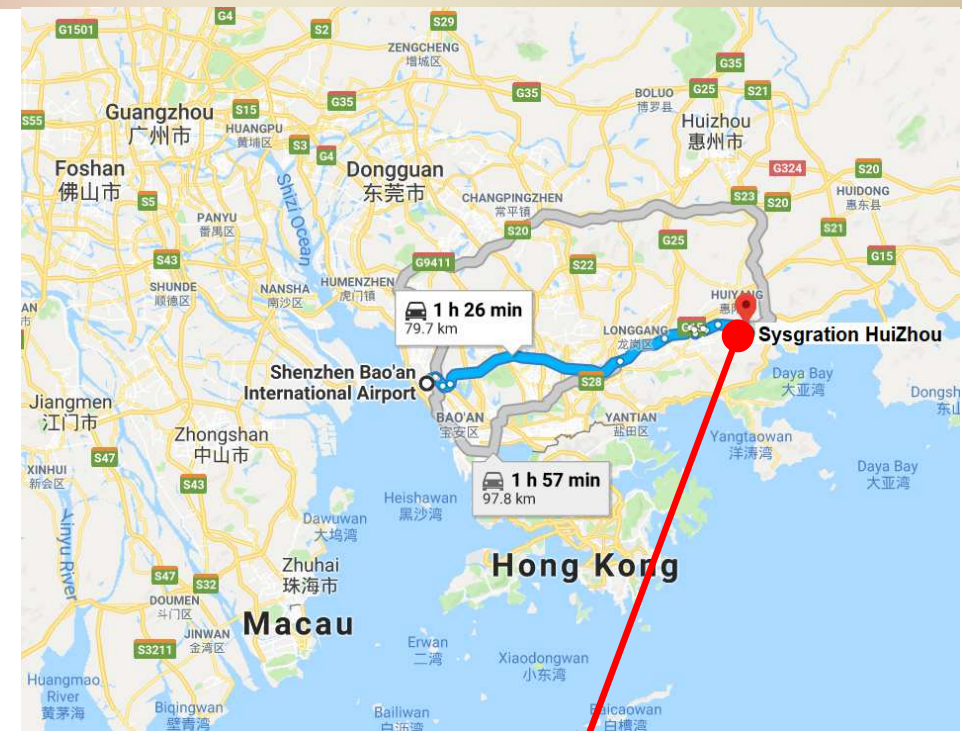 G1501
G4
S2
S29
ZENGCHENG
增城区
G35
G35
G35
BOLUO
博罗县
G25
S21
Guangzhou
广州市
S15
HUANGPU
黄埔区
S55
S3
G4
Huizhou
惠州市
Foshan
佛山市
Dongguan
东莞市
G324
S20
S5
Shizi Ocean
CHANGPINGZHEN
常平镇
S23
S20
HUIDONG
惠东县
PANYU
番禺区
S20
G25
S21
S43
G9411
S22
G15
SHUNDE
顺德区
NANSHA
南沙区
HUMENZHEN
虎门镇
HUIYANG
1 h 26 min
79.7 km
LONGGANG
龙岗区
Sysgration HuiZhou
Shenzhen Bao'an
International Airport
S28
Daya Bay
大亚湾
Jiangmen
江门市
BAO'AN
宝安区
YANTIAN
盐田区
Zhongshan
中山市
Yangtaowan
洋涛湾
S47
XINHUI
新会区
S43
1 h 57 min
97.8 km
Daya Bay
大亚湾
Heishawan
黑沙湾
Dawuwan
大坞湾
Hong Kong
Zhuhai
珠海市
S47
S32
DOUMEN
斗门区
Macau
JINWAN
金湾区
S3211
Erwan
二湾
Xiaodongwan
小东湾
Huangmao
River
黄茅海
Biqingwan
壁青湾
Bailiwan
白沥湾
白槽湾